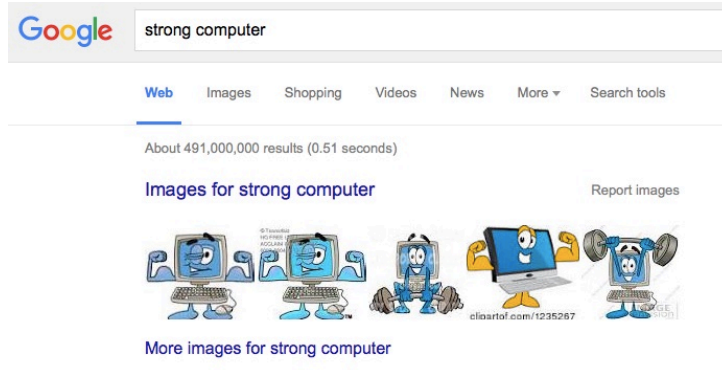 Google
strong computer
Web Images Shopping Videos News More Search tools
About 491,000,000 results (0.51 seconds)
Images for strong computer
Report images
clipartof.com/1235267
More images for strong computer